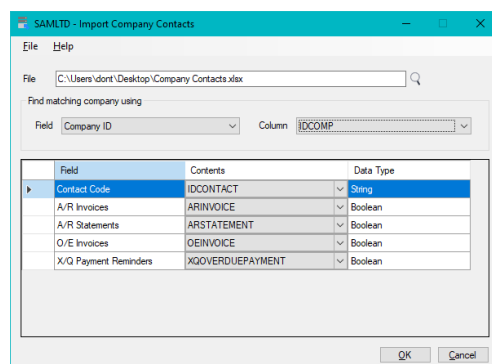 SAMLTD - Import Company Contacts
File Help
File C:\Users\dont\Desktop\Company Contacts.xlsx
Find matching company using
Field Company ID Column IDCOMP
Field Contents Data Type
Contact Code IDCONTACT String
A/R Invoices ARINVOICE Boolean
A/R Statements ARSTATEMENT Boolean
O/E Invoices OEINVOICE Boolean
X/Q Payment Reminders XQOVERDUEPAYMENT Boolean
OK Cancel